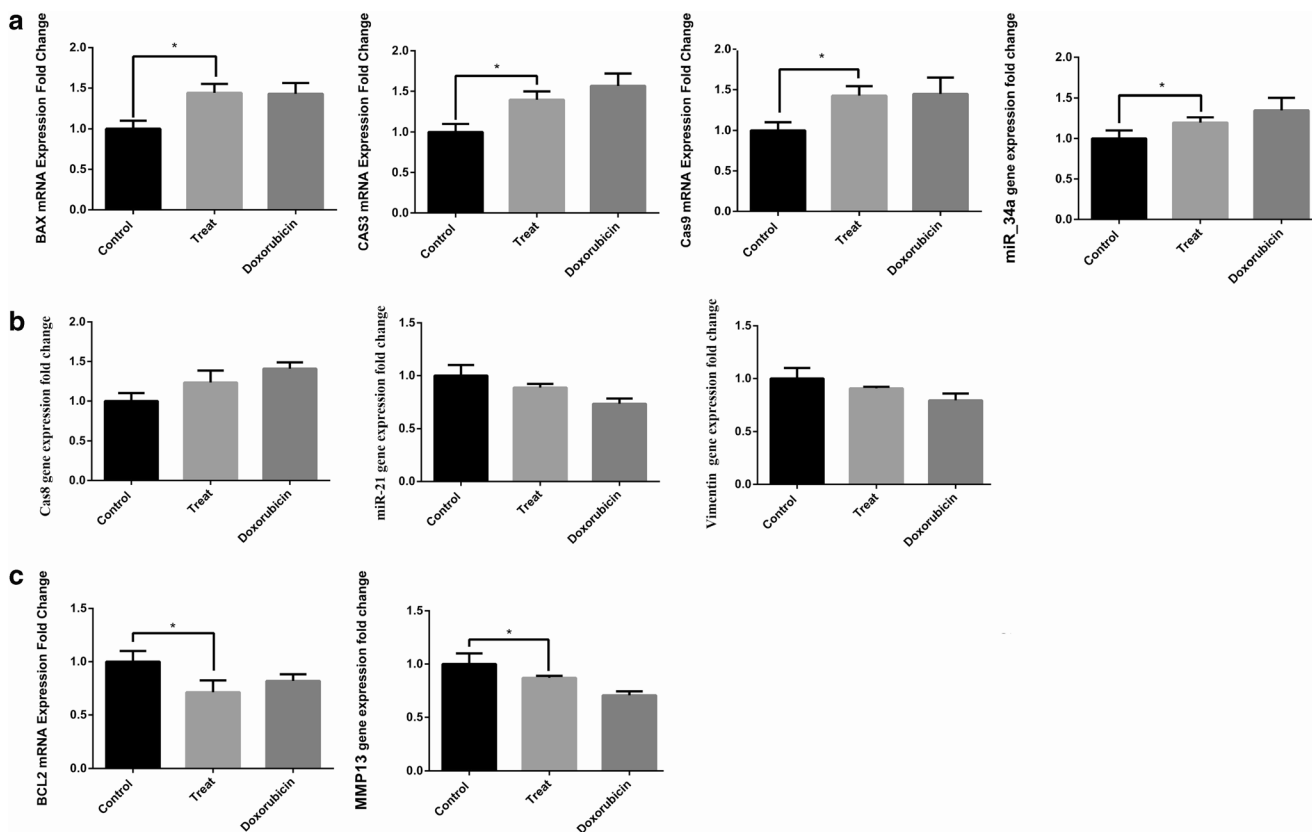 a
BAX mRNA Expression Fold Change
2.0
1.5
1.0
0.5
0.0
*
Control
Treat
Doxorubicin
CAS3 mRNA Expression Fold Change
2.0
1.5
1.0
0.5
0.0
*
Control
Treat
Doxorubicin
Cas9 mRNA Expression Fold Change
2.0
1.5
1.0
0.5
0.0
*
Control
Treat
Doxorubicin
miR_34a gene expression fold change
2.0
1.5
1.0
0.5
0.0
*
Control
Treat
Doxorubicin
b
Cas8 gene expression fold change
2.0
1.5
1.0
0.5
0.0
Control
Treat
Doxorubicin
miR-21 gene expression fold change
1.5
1.0
0.5
0.0
Control
Treat
Doxorubicin
Vimentin gene expression fold change
1.5
1.0
0.5
0.0
Control
Treat
Doxorubicin
c
BCL2 mRNA Expression Fold Change
1.5
1.0
0.5
0.0
*
Control
Treat
Doxorubicin
MMP13 gene expression fold change
1.5
1.0
0.5
0.0
*
Control
Treat
Doxorubicin